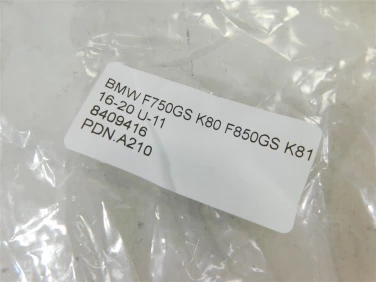 BMW F750GS K80 F850GS K81
16-20 U-11
8409416
PDN.A210